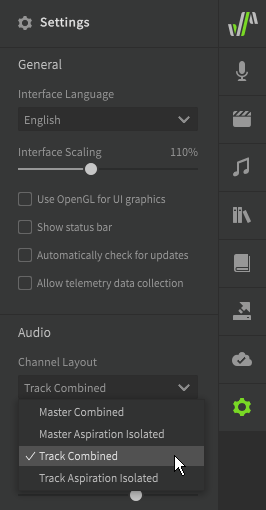 Settings
General
Interface Language
English
Interface Scaling 110%
Use OpenGL for UI graphics
Show status bar
Automatically check for updates
Allow telemetry data collection
Audio
Channel Layout
Track Combined
Master Combined
Master Aspiration Isolated
Track Combined
Track Aspiration Isolated